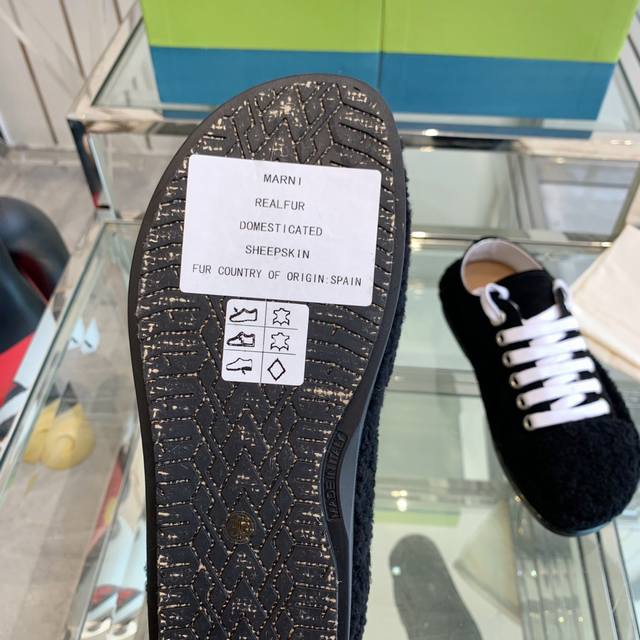 MARNI
REALFUR
DOMESTICATED
SHEEPSKIN
FUR COUNTRY OF ORIGIN:SPAIN